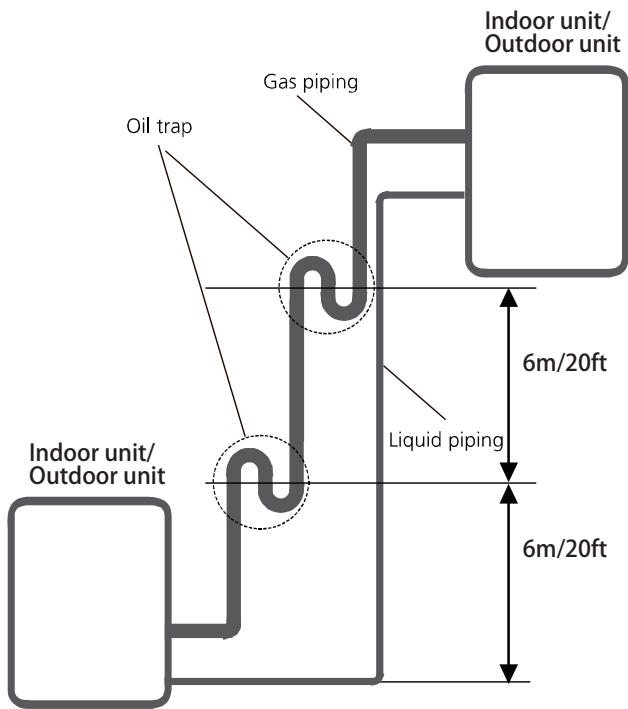 Indoor unit/
Outdoor unit
Gas piping
Oil trap
6m/20ft
Liquid piping
Indoor unit/
Outdoor unit
6m/20ft